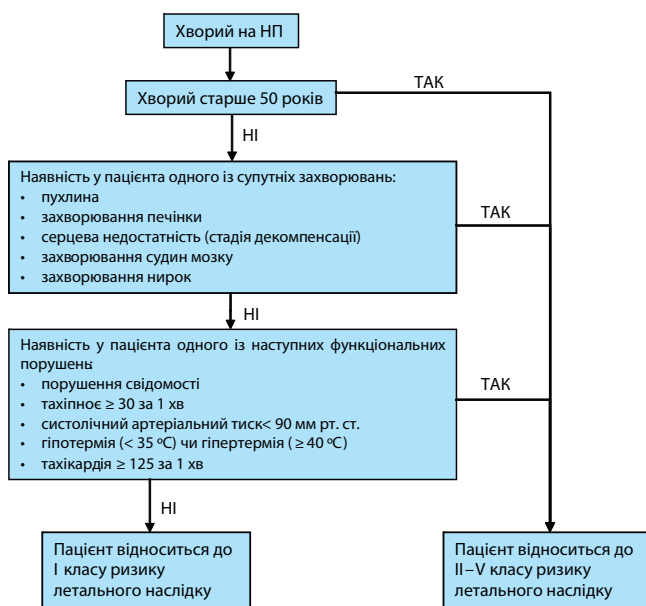 Хворий на НП
Хворий старше 50 років
ТАК
НІ
Наявність у пацієнта одного із супутніх захворювань:
• пухлина
• захворювання печінки
• серцева недостатність (стадія декомпенсації)
• захворювання судин мозку
• захворювання нирок
ТАК
НІ
Наявність у пацієнта одного із наступних функціональних
порушень:
• порушення свідомості
• тахіпноє ≥ 30 за 1 хв
• систолічний артеріальний тиск< 90 мм рт. ст.
• гіпотермія (< 35 ºС) чи гіпертермія ( ≥ 40 ºС)
• тахікардія ≥ 125 за 1 хв
ТАК
НІ
Пацієнт відноситься до
І класу ризику
летального наслідку
Пацієнт відноситься до
ІІ–V класу ризику
летального наслідку